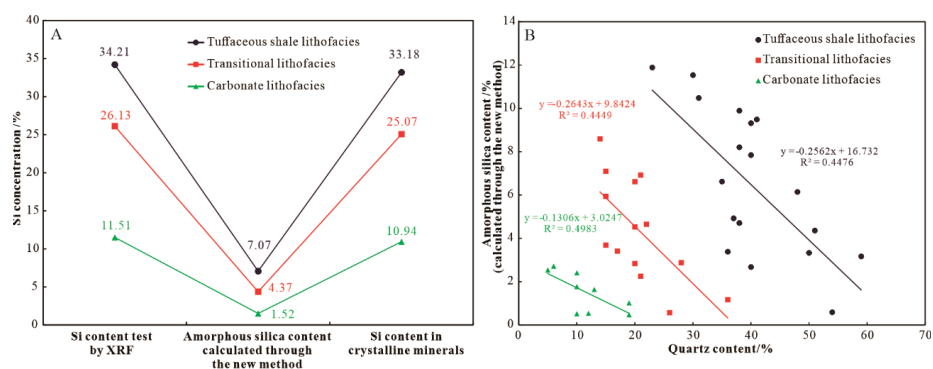 A
Tuffaceous shale lithofacies
Transitional lithofacies
Carbonate lithofacies
Si concentration /%
40
35
30
25
20
15
10
5
0
34.21
26.13
11.51
7.07
4.37
1.52
33.18
25.07
10.94
Si content test
by XRF
Amorphous silica content
calculated through
the new method
Si content in
crystalline minerals
B
Tuffaceous shale lithofacies
Transitional lithofacies
Carbonate lithofacies
Amorphous silica content /%
(calculated through the new method)
14
12
10
8
6
4
2
0
y =-0.2643x + 9.8424
R² = 0.4449
y =-0.2562x + 16.732
R² = 0.4476
y =-0.1306x + 3.0247
R² = 0.4983
0
10
20
30
40
50
60
70
Quartz content/%